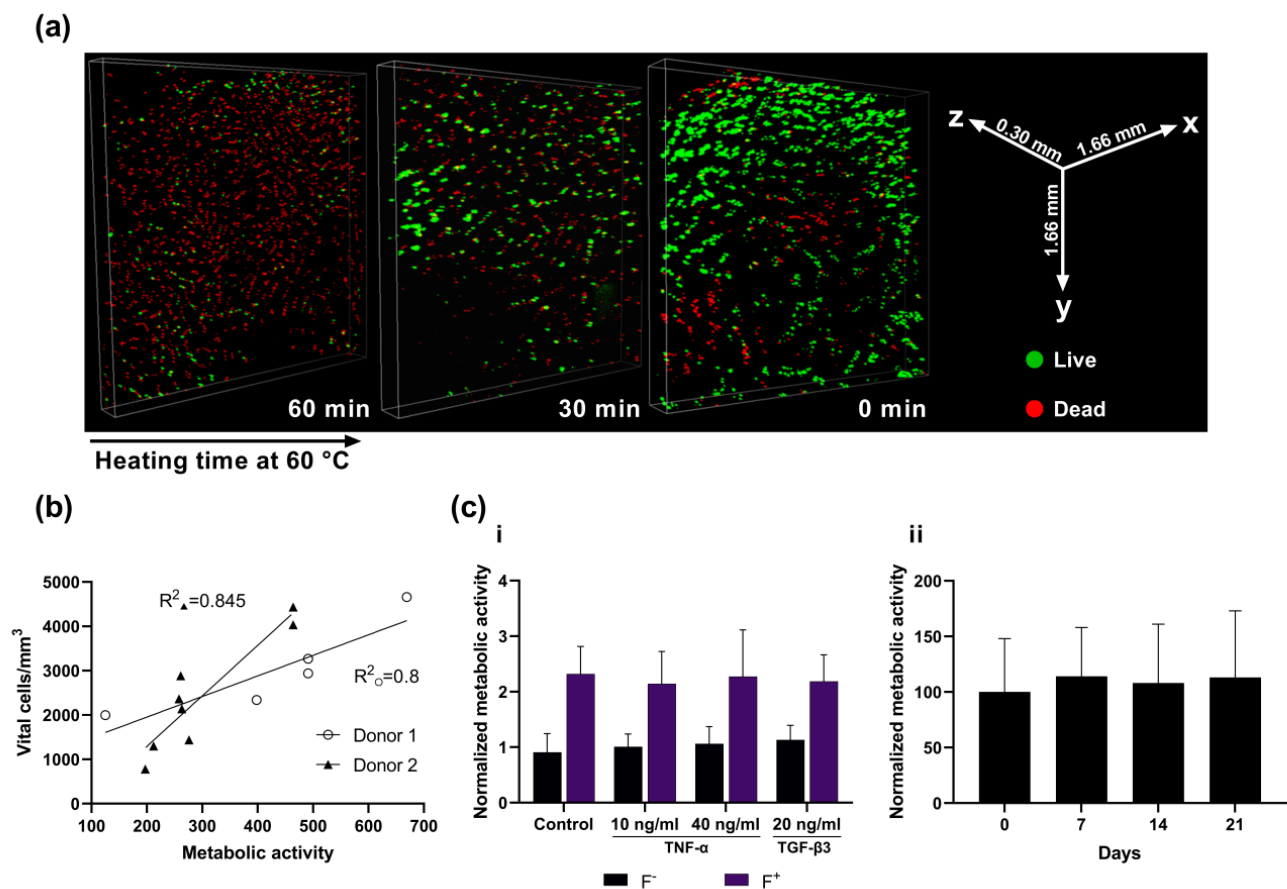 (a)
z
0.30 mm
1.66 mm
x
1.66 mm
y
Live
Dead
60 min
30 min
0 min
Heating time at 60 °C
(b)
Vital cells/mm³
5000
4000
3000
2000
1000
0
R²▲=0.845
R²○=0.8
Donor 1
Donor 2
100 200 300 400 500 600 700
Metabolic activity
(c)
i
Normalized metabolic activity
4
3
2
1
0
Control 10 ng/ml 40 ng/ml 20 ng/ml
TNF-α TGF-β3
F⁻ F⁺
ii
Normalized metabolic activity
200
150
100
50
0
0 7 14 21
Days